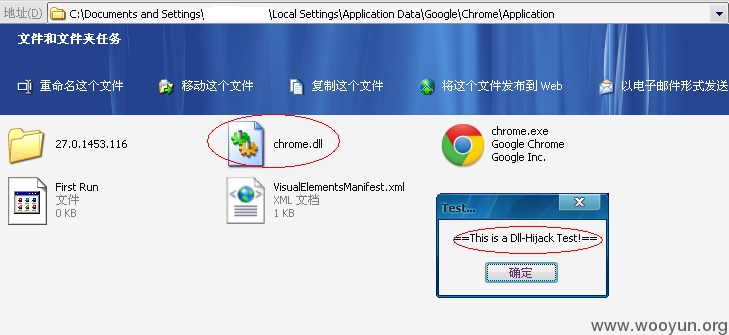 地址(D) C:\Documents and Settings\ \Local Settings\Application Data\Google\Chrome\Application
文件和文件夹任务
重命名这个文件 移动这个文件 复制这个文件 将这个文件发布到 Web 以电子邮件形式发送
27.0.1453.116
chrome.dll
chrome.exe
Google Chrome
Google Inc.
First Run
文件
0 KB
VisualElementsManifest.xml
XML 文档
1 KB
Test...
==This is a Dll-Hijack Test!==
确定
www.wooyun.org